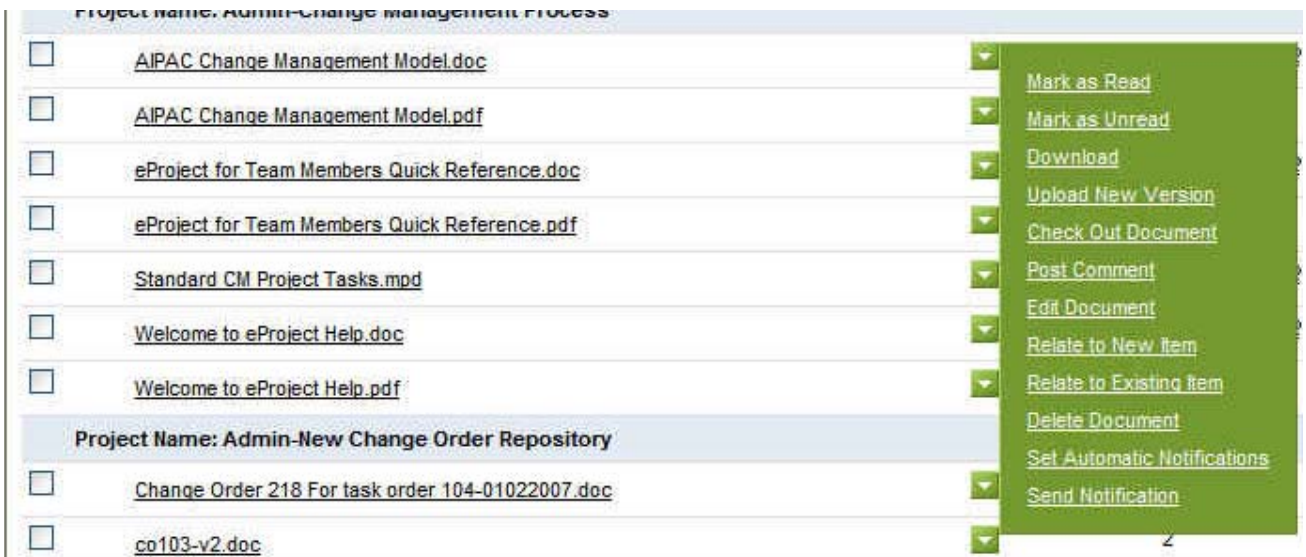 Project Name: Admin-Change Management Process
AIPAC Change Management Model.doc
AIPAC Change Management Model.pdf
eProject for Team Members Quick Reference.doc
eProject for Team Members Quick Reference.pdf
Standard CM Project Tasks.mpd
Welcome to eProject Help.doc
Welcome to eProject Help.pdf
Project Name: Admin-New Change Order Repository
Change Order 218 For task order 104-01022007.doc
co103-v2.doc
2
Mark as Read
Mark as Unread
Download
Upload New Version
Check Out Document
Post Comment
Edit Document
Relate to New Item
Relate to Existing Item
Delete Document
Set Automatic Notifications
Send Notification